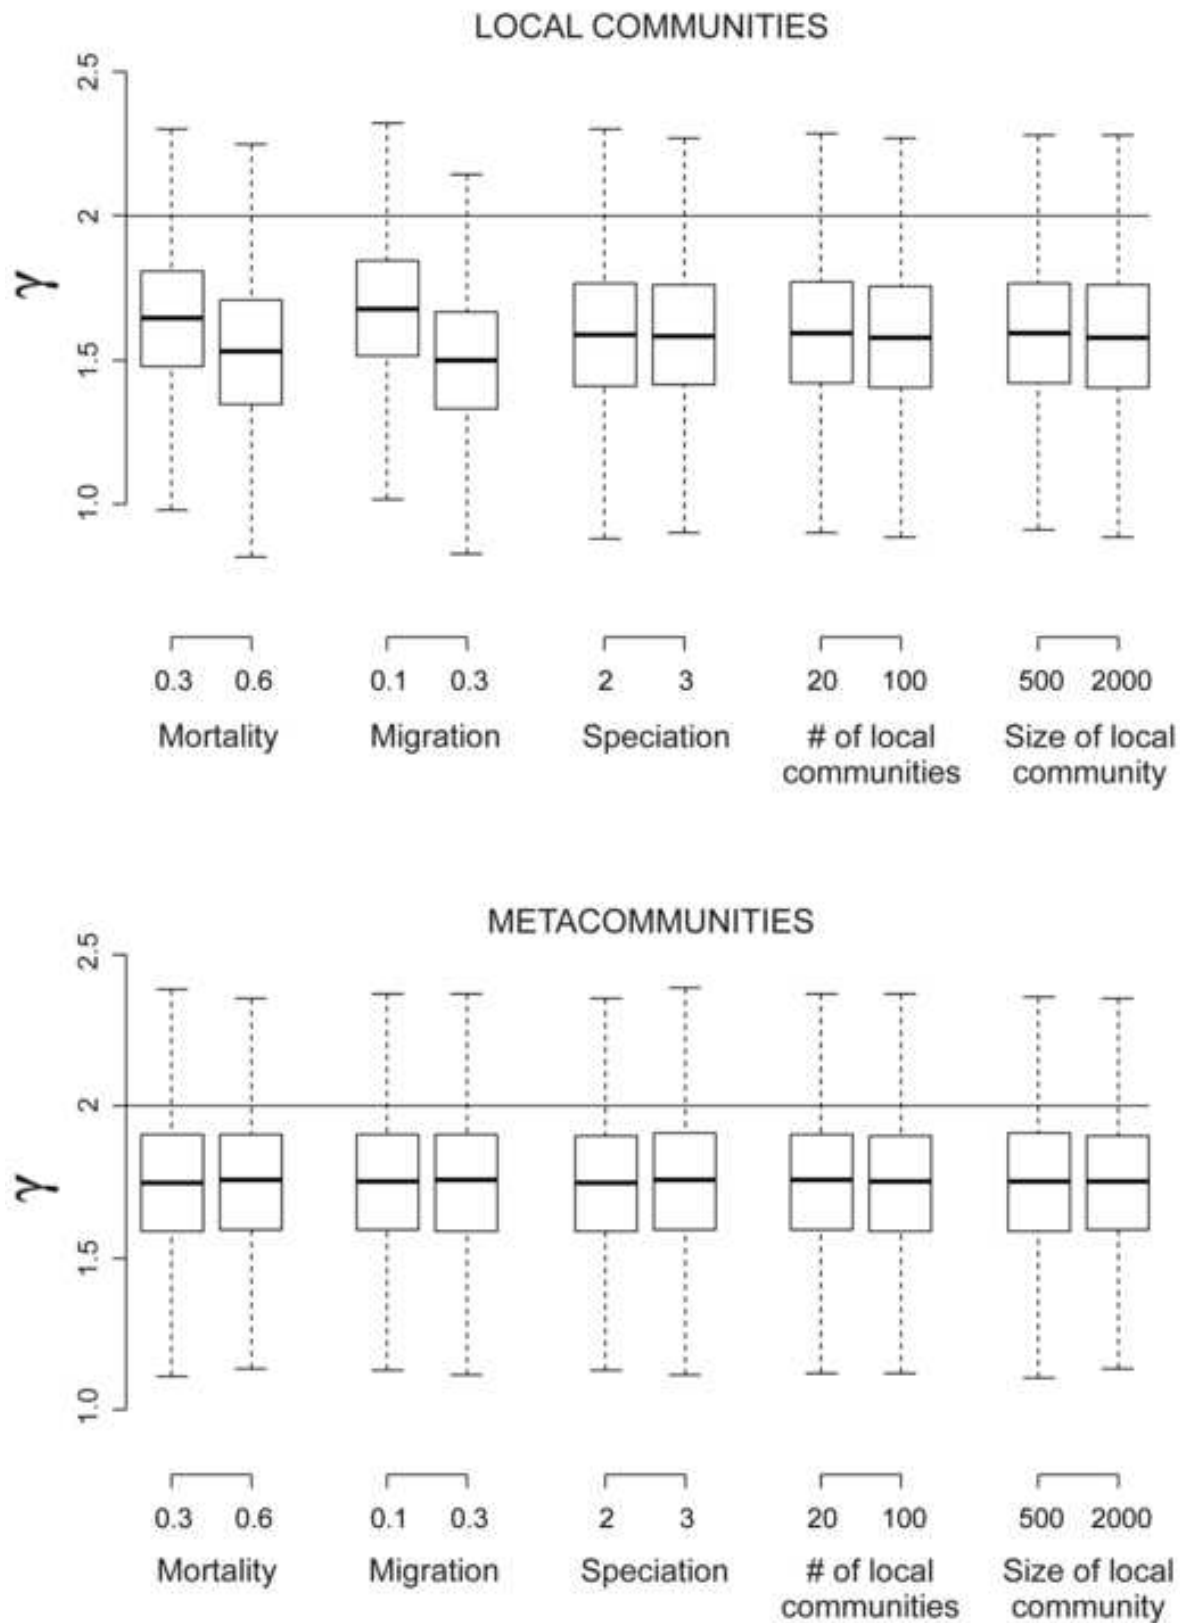 LOCAL COMMUNITIES
2.5
2
1.5
1.0
γ
0.3 0.6 0.1 0.3 2 3 20 100 500 2000
Mortality Migration Speciation # of local Size of local
communities community
METACOMMUNITIES
2.5
2
1.5
1.0
γ
0.3 0.6 0.1 0.3 2 3 20 100 500 2000
Mortality Migration Speciation # of local Size of local
communities community